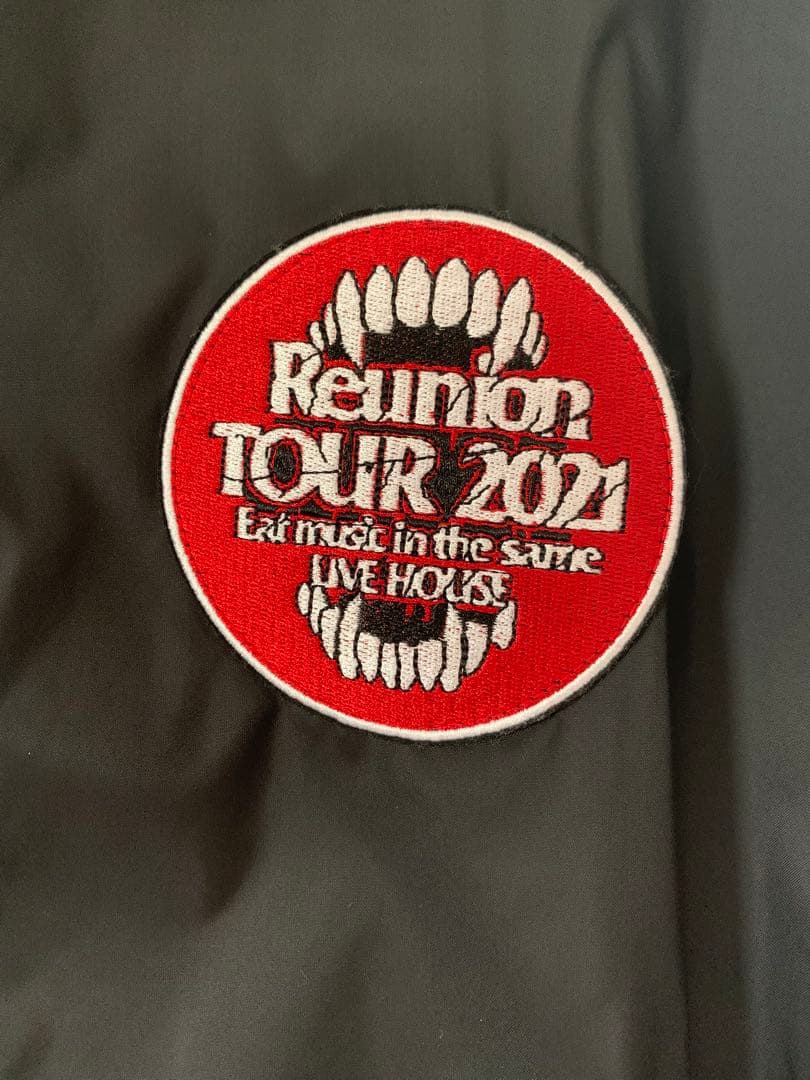 Reunion
TOUR 2021
Eat music in the same
LIVE HOUSE